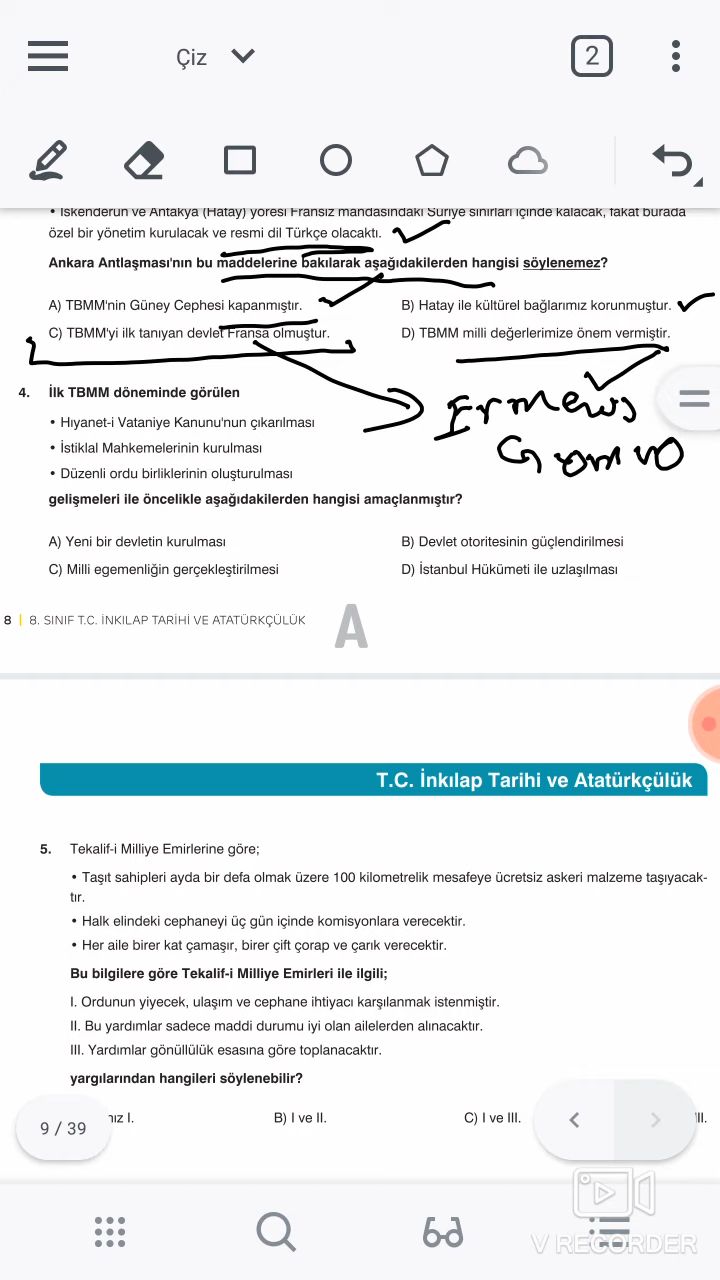 Çiz
2
• İskenderun ve Antakya (Hatay) yöresi Fransız mandasındaki Suriye sınırları içinde kalacak, fakat burada
özel bir yönetim kurulacak ve resmi dil Türkçe olacaktı.
Ankara Antlaşması'nın bu maddelerine bakılarak aşağıdakilerden hangisi söylenemez?
A) TBMM'nin Güney Cephesi kapanmıştır.
B) Hatay ile kültürel bağlarımız korunmuştur.
C) TBMM'yi ilk tanıyan devlet Fransa olmuştur.
D) TBMM milli değerlerimize önem vermiştir.
4. İlk TBMM döneminde görülen
• Hıyanet-i Vataniye Kanunu'nun çıkarılması
• İstiklal Mahkemelerinin kurulması
• Düzenli ordu birliklerinin oluşturulması
gelişmeleri ile öncelikle aşağıdakilerden hangisi amaçlanmıştır?
A) Yeni bir devletin kurulması
B) Devlet otoritesinin güçlendirilmesi
C) Milli egemenliğin gerçekleştirilmesi
D) İstanbul Hükümeti ile uzlaşılması
8 | 8. SINIF T.C. İNKILAP TARİHİ VE ATATÜRKÇÜLÜK
A
T.C. İnkılap Tarihi ve Atatürkçülük
5. Tekalif-i Milliye Emirlerine göre;
• Taşıt sahipleri ayda bir defa olmak üzere 100 kilometrelik mesafeye ücretsiz askeri malzeme taşıyacak-
tır.
• Halk elindeki cephaneyi üç gün içinde komisyonlara verecektir.
• Her aile birer kat çamaşır, birer çift çorap ve çarık verecektir.
Bu bilgilere göre Tekalif-i Milliye Emirleri ile ilgili;
I. Ordunun yiyecek, ulaşım ve cephane ihtiyacı karşılanmak istenmiştir.
II. Bu yardımlar sadece maddi durumu iyi olan ailelerden alınacaktır.
III. Yardımlar gönüllülük esasına göre toplanacaktır.
yargılarından hangileri söylenebilir?
I.
B) I ve II.
C) I ve III.
9 / 39
V RECORDER